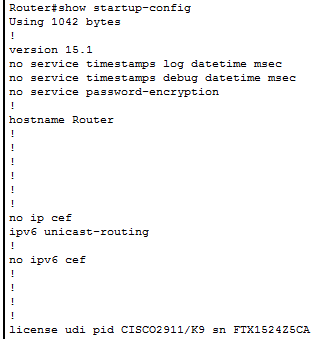 Router#show startup-config
Using 1042 bytes
!
version 15.1
no service timestamps log datetime msec
no service timestamps debug datetime msec
no service password-encryption
!
hostname Router
!
!
!
!
!
!
no ip cef
ipv6 unicast-routing
!
no ipv6 cef
!
!
!
!
license udi pid CISCO2911/K9 sn FTX1524Z5CA